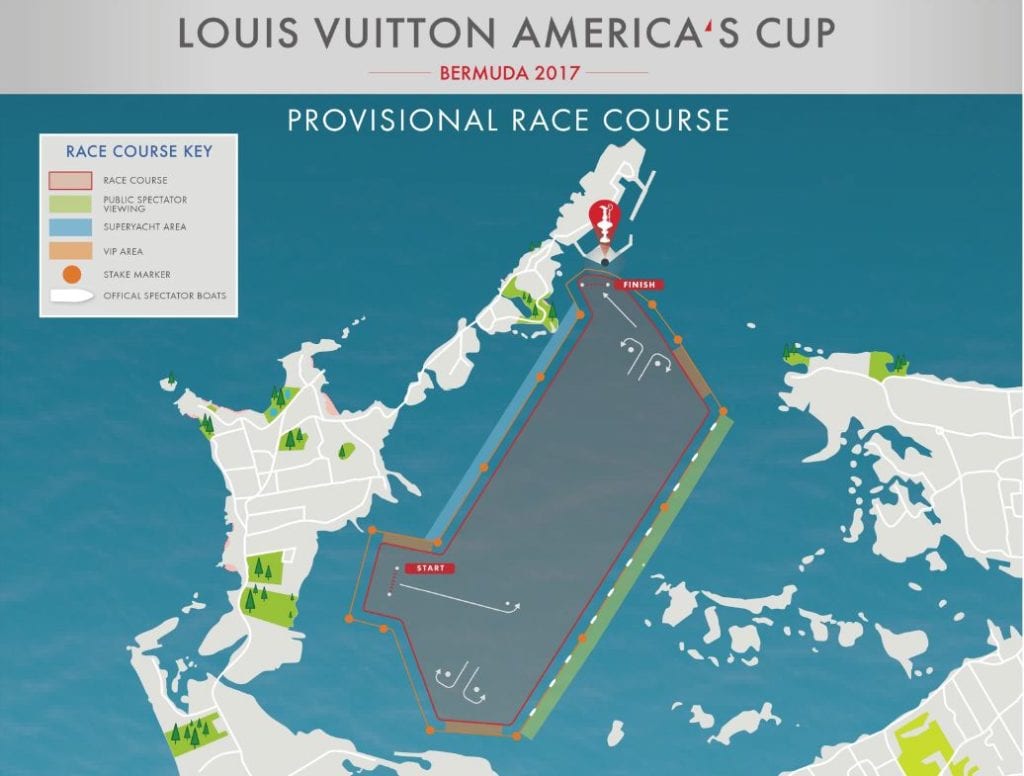 LOUIS VUITTON AMERICA'S CUP
BERMUDA 2017
PROVISIONAL RACE COURSE
RACE COURSE KEY
RACE COURSE
PUBLIC SPECTATOR
VIEWING
SUPERYACHT AREA
VIP AREA
STAKE MARKER
OFFICAL SPECTATOR BOATS
FINISH
START